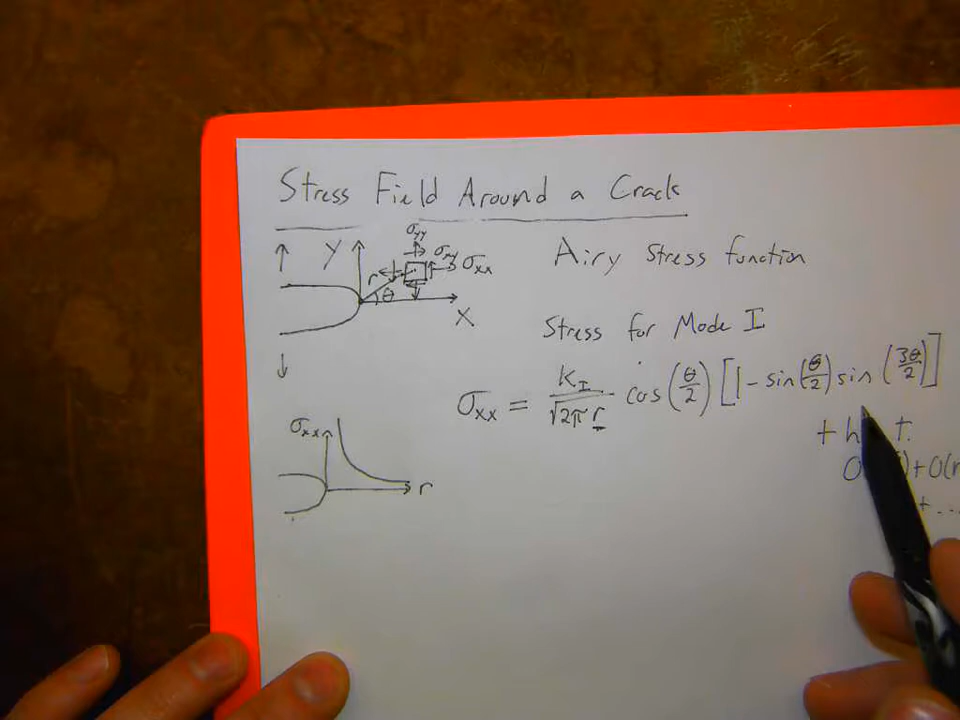 Stress Field Around a Crack
σyy
Y
σxy σxx
r
θ
X
Airy Stress function
Stress for Mode I
σxx = K_I / √2πr cos(θ/2) [1 - sin(θ/2) sin(3θ/2)]
+ h t.
σxx
r
+ ...